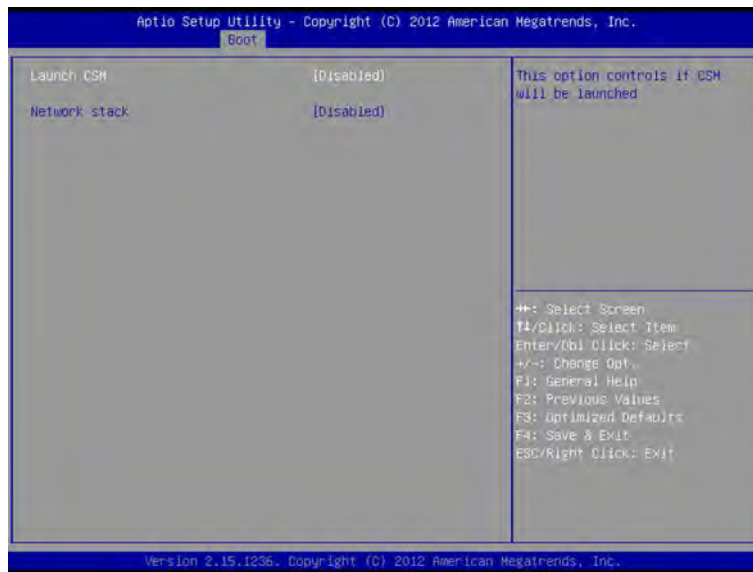 Aptio Setup Utility - Copyright (C) 2012 American Megatrends, Inc.
Boot
Launch CSM [Disabled]
Network stack [Disabled]
This option controls if CSM
will be launched
→←: Select Screen
↑↓/Click: Select Item
Enter/Dbl Click: Select
+/-: Change Opt.
F1: General Help
F2: Previous Values
F3: Optimized Defaults
F4: Save & Exit
ESC/Right Click: Exit
Version 2.15.1236. Copyright (C) 2012 American Megatrends, Inc.